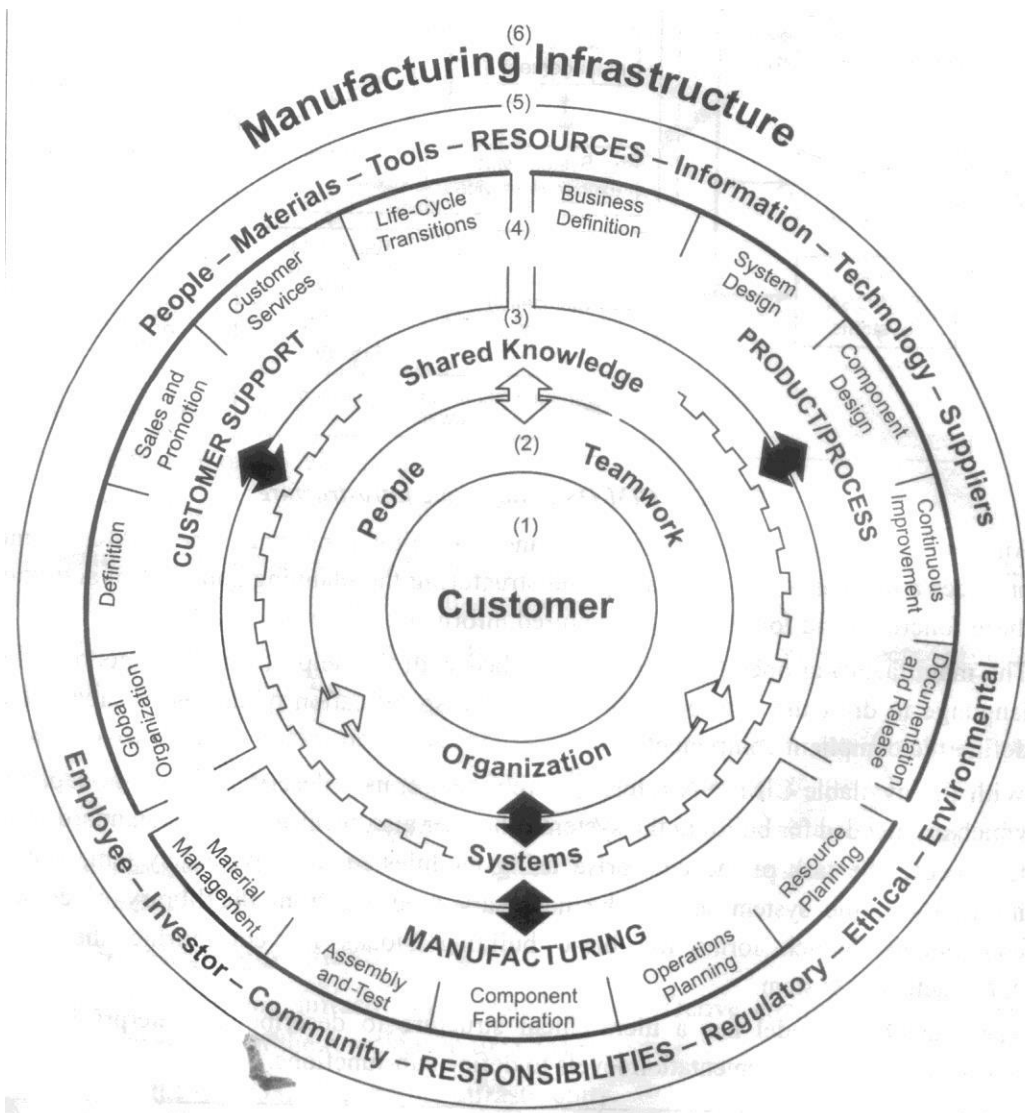 (6)
Manufacturing Infrastructure
(5)
People – Materials – Tools – RESOURCES – Information – Technology – Suppliers
Life-Cycle
Transitions
(4)
Business
Definition
Customer
Services
System
Design
Sales and
Promotion
Component
Design
Definition
Continuous
Improvement
Global
Organization
Documentation
and Release
CUSTOMER SUPPORT
PRODUCT/PROCESS
(3)
Shared Knowledge
(2)
People
Teamwork
(1)
Customer
Organization
Systems
MANUFACTURING
Material
Management
Assembly
and Test
Component
Fabrication
Operations
Planning
Resource
Planning
Employee – Investor – Community – RESPONSIBILITIES – Regulatory – Ethical – Environmental